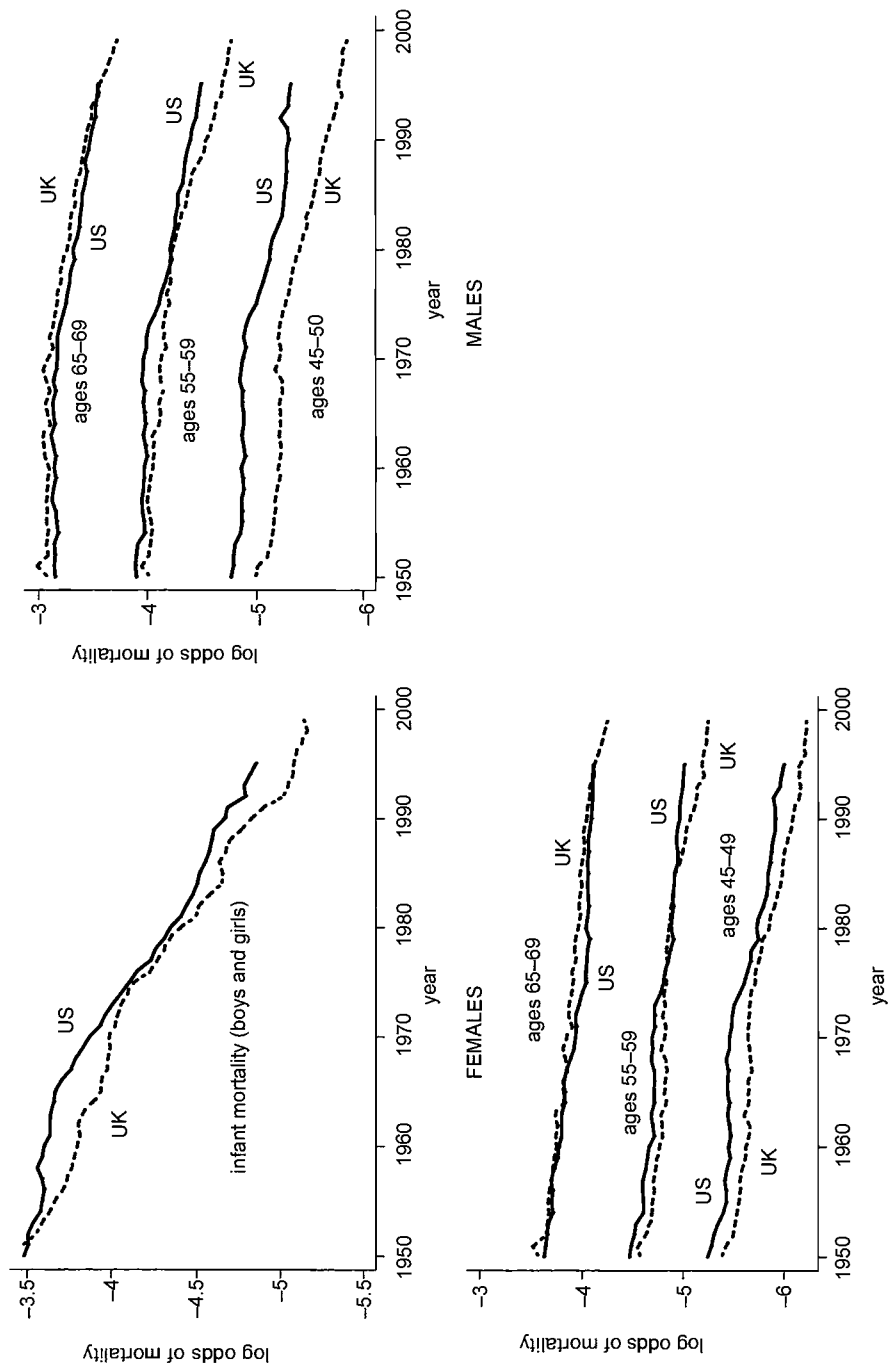 log odds of mortality
–3.5
–4
–4.5
–5
–5.5
US
UK
infant mortality (boys and girls)
1950 1960 1970 1980 1990 2000
year
log odds of mortality
–3
–4
–5
–6
UK
US
ages 65–69
US
ages 55–59
UK
US
ages 45–50
UK
1950 1960 1970 1980 1990 2000
year
MALES
FEMALES
log odds of mortality
–3
–4
–5
–6
ages 65–69
UK
US
ages 55–59
US
UK
US
ages 45–49
UK
1950 1960 1970 1980 1990 2000
year